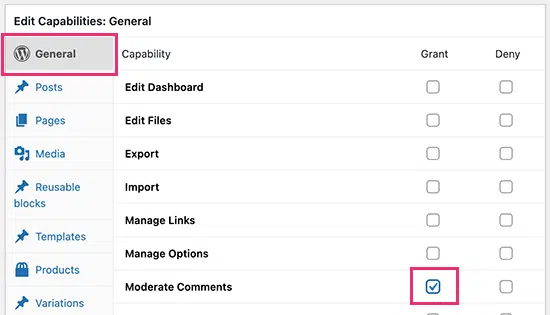 Edit Capabilities: General
General
Capability Grant Deny
Posts
Edit Dashboard
Pages
Edit Files
Media
Export
Reusable
blocks
Import
Manage Links
Templates
Manage Options
Products
Moderate Comments
Variations